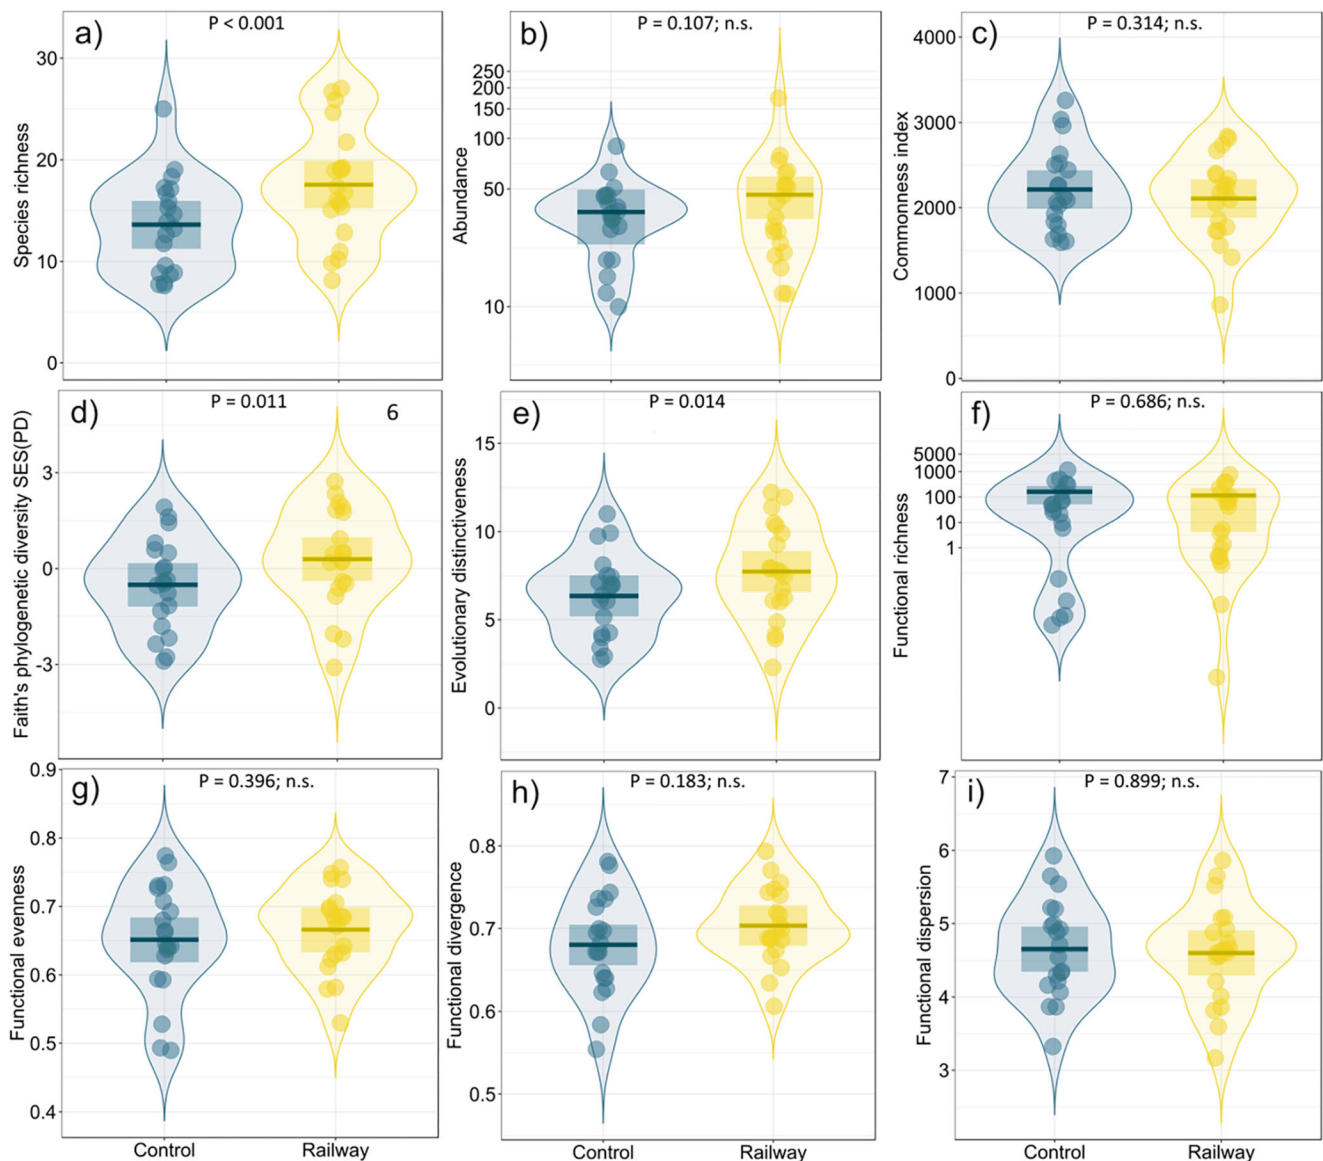 a)
P < 0.001
Species richness
30
20
10
0
b)
P = 0.107; n.s.
Abundance
250
200
150
100
50
10
c)
P = 0.314; n.s.
Commonness index
4000
3000
2000
1000
0
d)
P = 0.011
6
Faith's phylogenetic diversity SES(PD)
3
0
-3
e)
P = 0.014
Evolutionary distinctiveness
15
10
5
0
f)
P = 0.686; n.s.
Functional richness
5000
1000
100
10
1
g)
P = 0.396; n.s.
Functional evenness
0.9
0.8
0.7
0.6
0.5
0.4
Control Railway
h)
P = 0.183; n.s.
Functional divergence
0.8
0.7
0.6
0.5
Control Railway
i)
P = 0.899; n.s.
Functional dispersion
7
6
5
4
3
Control Railway